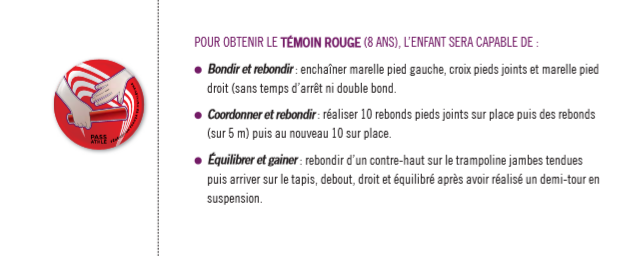 POUR OBTENIR LE TÉMOIN ROUGE (8 ANS), L'ENFANT SERA CAPABLE DE :
● Bondir et rebondir : enchaîner marelle pied gauche, croix pieds joints et marelle pied
droit (sans temps d'arrêt ni double bond.
● Coordonner et rebondir : réaliser 10 rebonds pieds joints sur place puis des rebonds
(sur 5 m) puis au nouveau 10 sur place.
● Équilibrer et gainer : rebondir d'un contre-haut sur le trampoline jambes tendues
puis arriver sur le tapis, debout, droit et équilibré après avoir réalisé un demi-tour en
suspension.
PASS
ATHLÉ